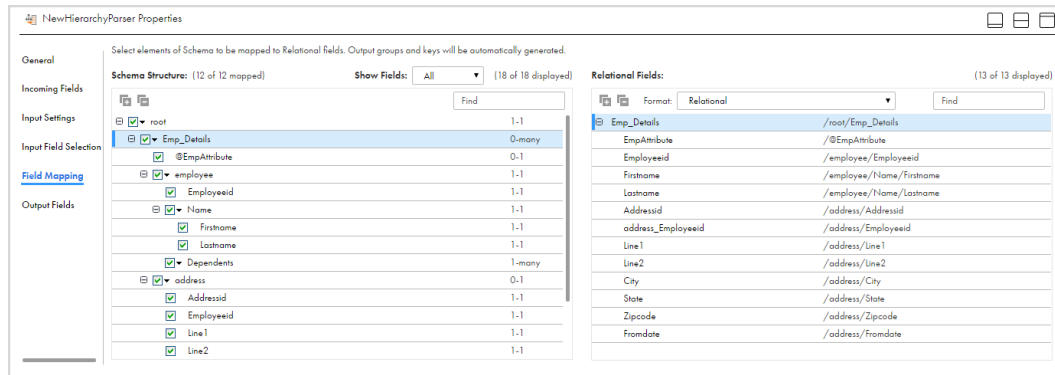 NewHierarchyParser Properties
General
Incoming Fields
Input Settings
Input Field Selection
Field Mapping
Output Fields
Select elements of Schema to be mapped to Relational fields. Output groups and keys will be automatically generated.
Schema Structure: (12 of 12 mapped) Show Fields: All (18 of 18 displayed)
Find
root 1-1
Emp_Details 0-many
@EmpAttribute 0-1
employee 1-1
Employeeid 1-1
Name 1-1
Firstname 1-1
Lastname 1-1
Dependents 1-many
address 0-1
Addressid 1-1
Employeeid 1-1
Line1 1-1
Line2 1-1
Relational Fields: (13 of 13 displayed)
Format: Relational Find
Emp_Details /root/Emp_Details
EmpAttribute /@EmpAttribute
Employeeid /employee/Employeeid
Firstname /employee/Name/Firstname
Lastname /employee/Name/Lastname
Addressid /address/Addressid
address_Employeeid /address/Employeeid
Line1 /address/Line1
Line2 /address/Line2
City /address/City
State /address/State
Zipcode /address/Zipcode
Fromdate /address/Fromdate